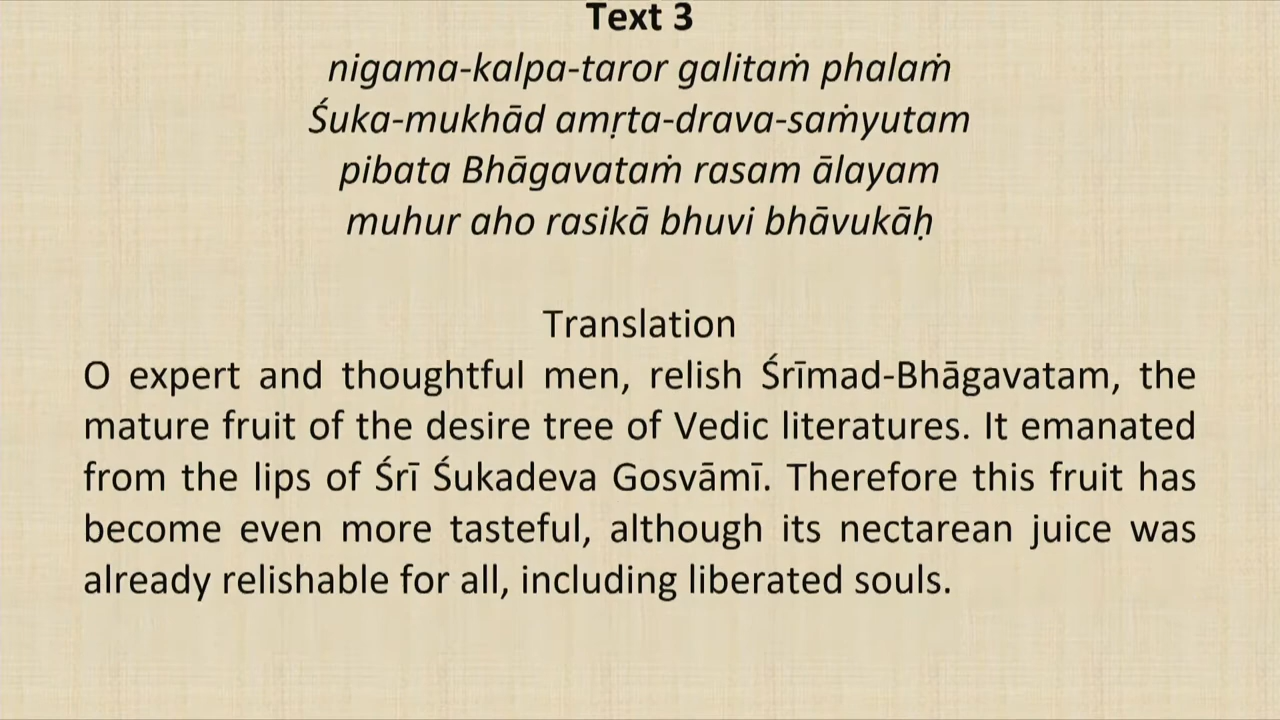 Text 3
nigama-kalpa-taror galitaṁ phalaṁ
Śuka-mukhād amṛta-drava-saṁyutam
pibata Bhāgavataṁ rasam ālayam
muhur aho rasikā bhuvi bhāvukāḥ
Translation
O expert and thoughtful men, relish Śrīmad-Bhāgavatam, the
mature fruit of the desire tree of Vedic literatures. It emanated
from the lips of Śrī Śukadeva Gosvāmī. Therefore this fruit has
become even more tasteful, although its nectarean juice was
already relishable for all, including liberated souls.